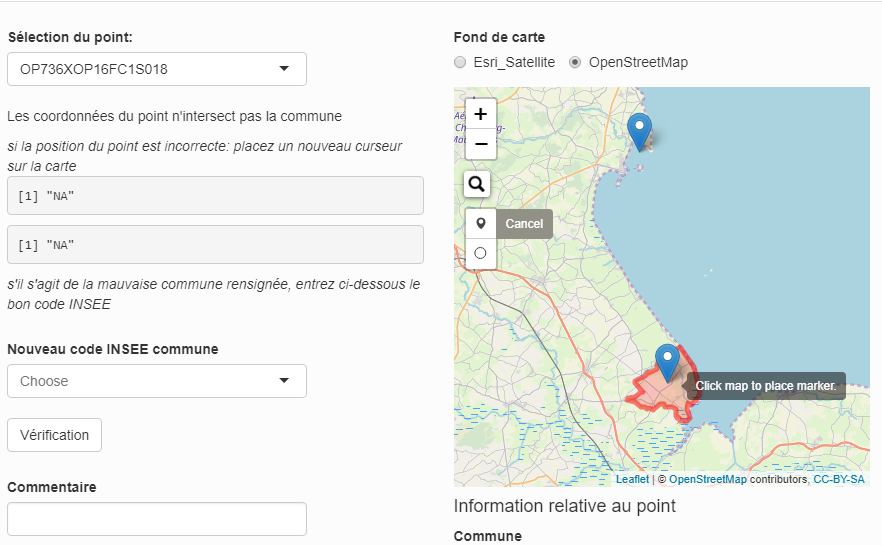 Sélection du point:
OP736XOP16FC1S018
Les coordonnées du point n'intersect pas la commune
si la position du point est incorrecte: placez un nouveau curseur
sur la carte
[1] "NA"
[1] "NA"
s'il s'agit de la mauvaise commune rensignée, entrez ci-dessous le
bon code INSEE
Nouveau code INSEE commune
Choose
Vérification
Commentaire
Fond de carte
Esri_Satellite
OpenStreetMap
+
−
Cancel
Click map to place marker.
Leaflet | © OpenStreetMap contributors, CC-BY-SA
Information relative au point
Commune